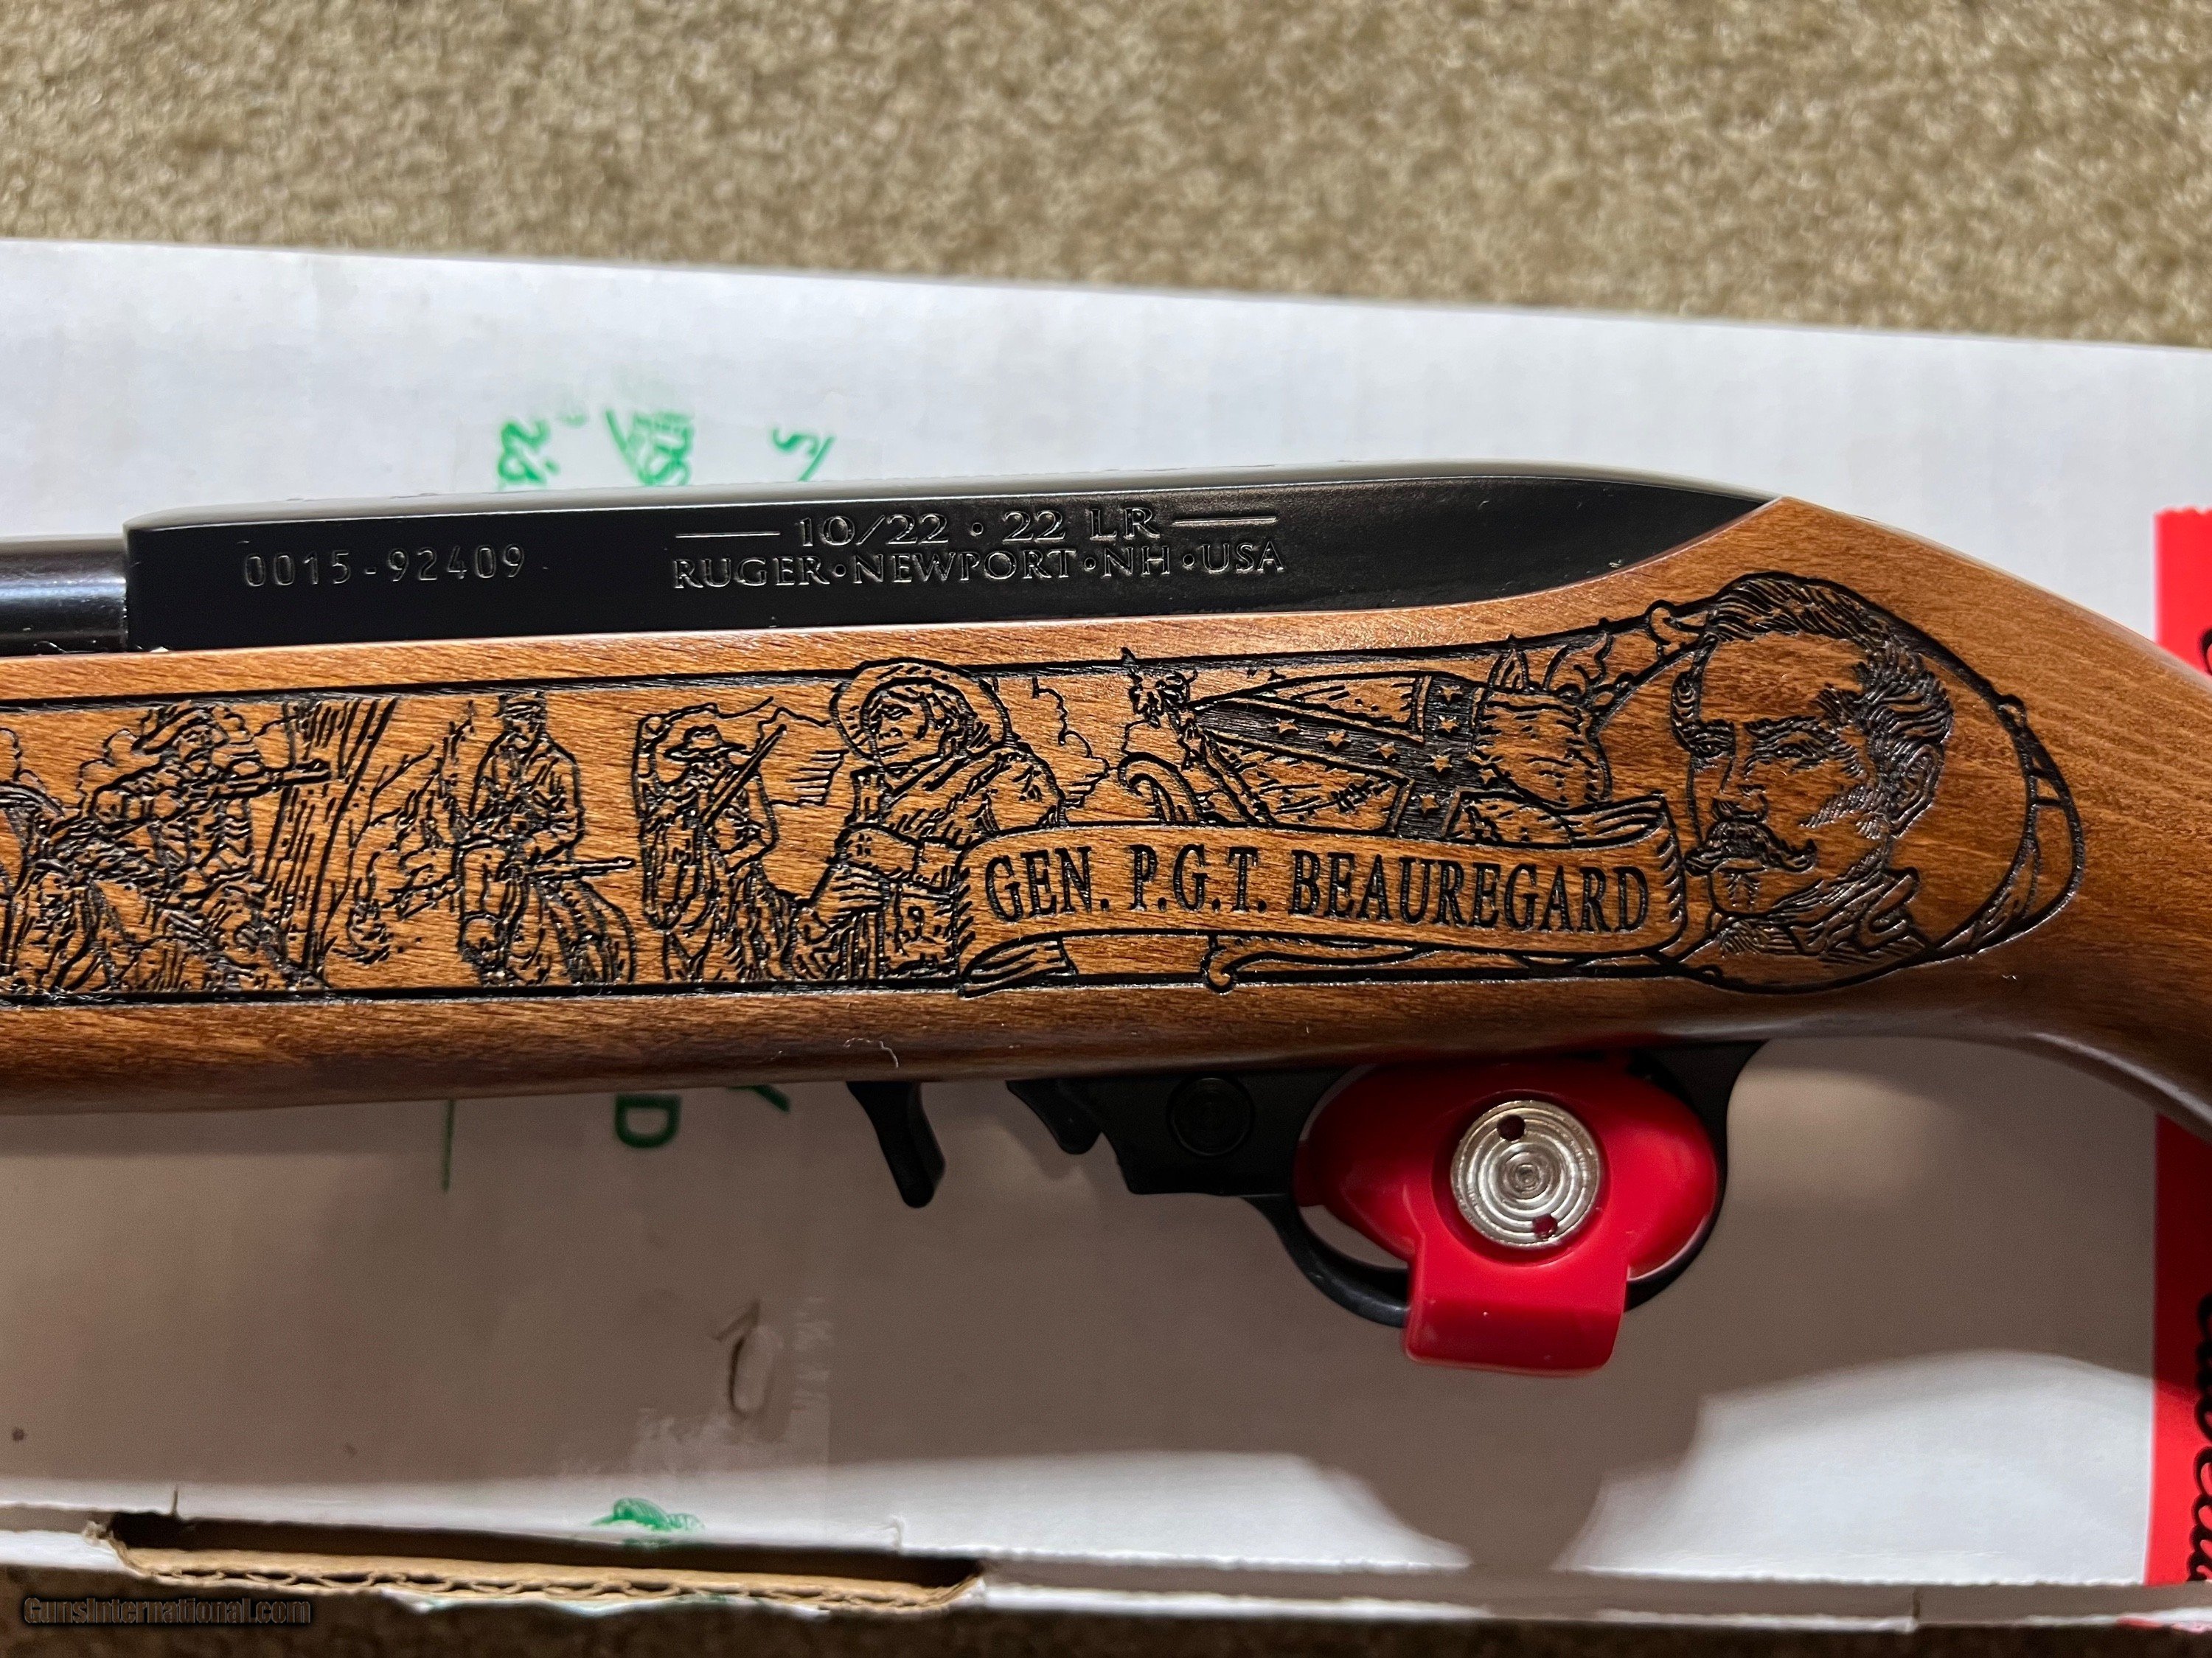 0015-92409
10/22 · 22 LR
RUGER·NEWPORT·NH·USA
GEN. P.G.T. BEAUREGARD
GunsInternational.com